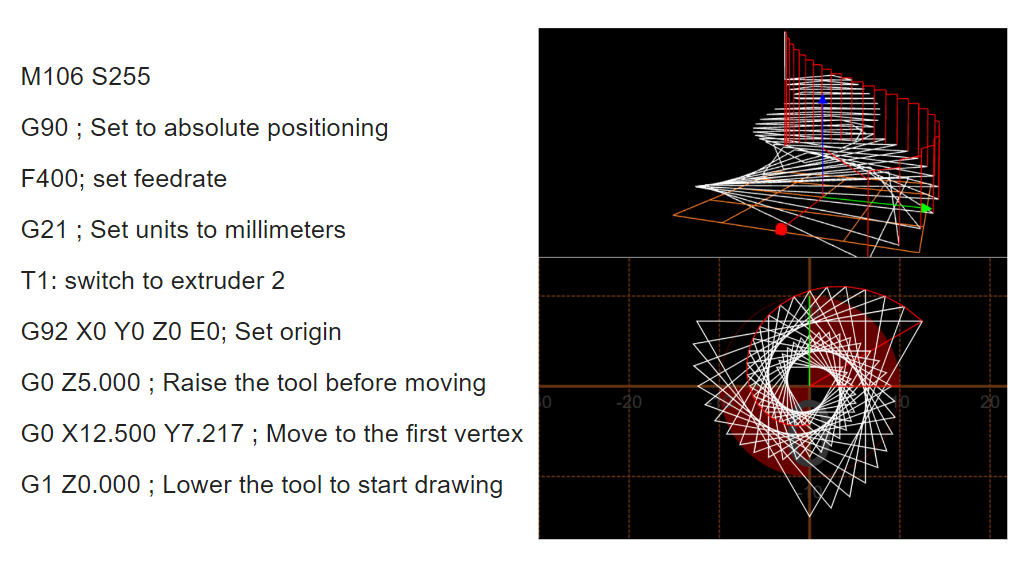 M106 S255
G90 ; Set to absolute positioning
F400; set feedrate
G21 ; Set units to millimeters
T1: switch to extruder 2
G92 X0 Y0 Z0 E0; Set origin
G0 Z5.000 ; Raise the tool before moving
G0 X12.500 Y7.217 ; Move to the first vertex
G1 Z0.000 ; Lower the tool to start drawing
-20
20